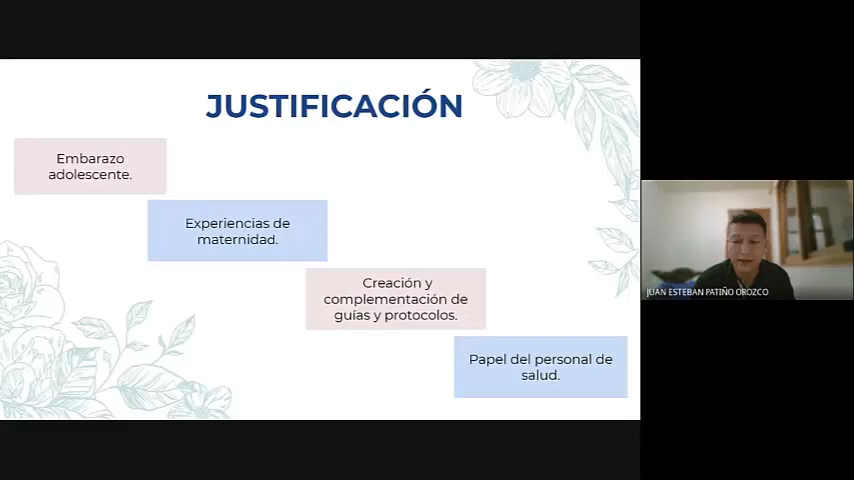 JUSTIFICACIÓN
Embarazo
adolescente.
Experiencias de
maternidad.
Creación y
complementación de
guías y protocolos.
Papel del personal de
salud.
JUAN ESTEBAN PATIÑO OROZCO